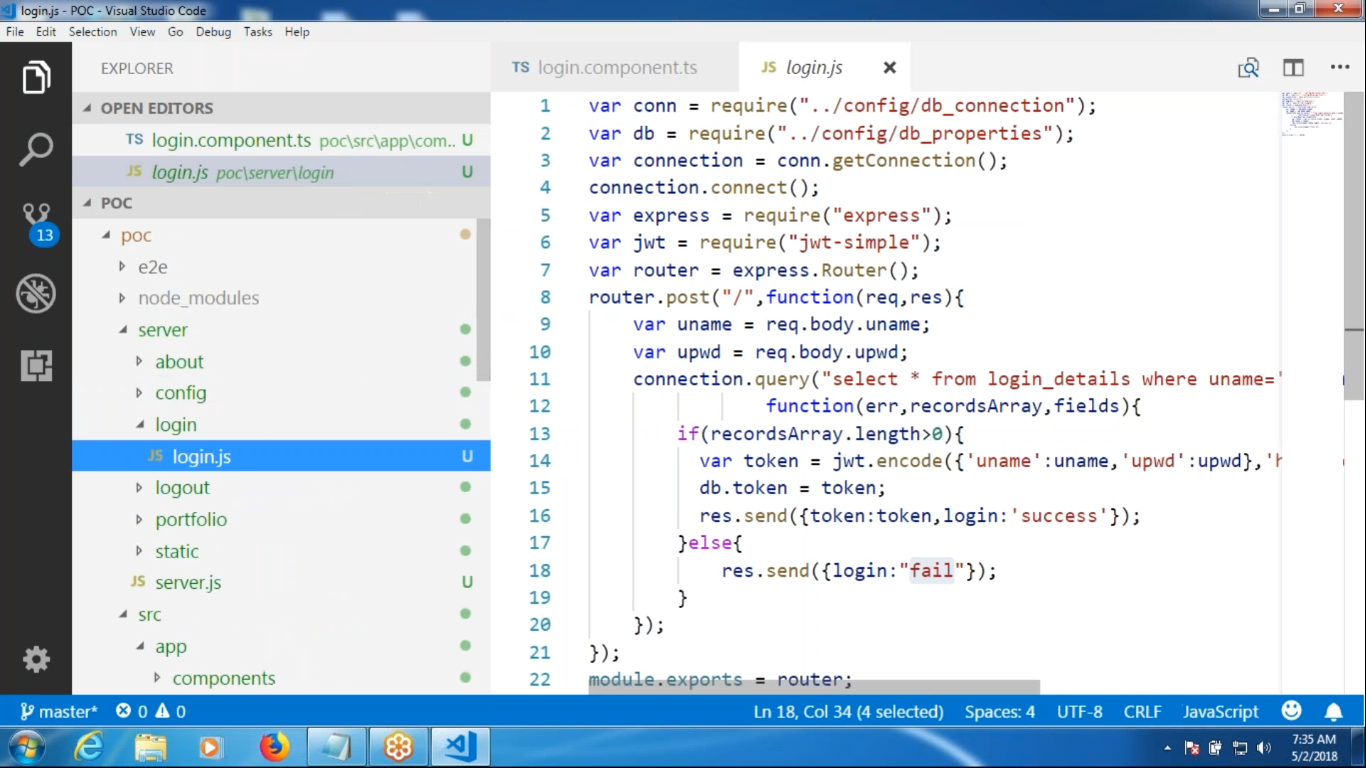 login.js - POC - Visual Studio Code
File Edit Selection View Go Debug Tasks Help
EXPLORER
OPEN EDITORS
TS login.component.ts poc\src\app\com... U
JS login.js poc\server\login U
POC
poc
e2e
node_modules
server
about
config
login
JS login.js U
logout
portfolio
static
JS server.js U
src
app
components
13
TS login.component.ts
JS login.js
1 var conn = require("../config/db_connection");
2 var db = require("../config/db_properties");
3 var connection = conn.getConnection();
4 connection.connect();
5 var express = require("express");
6 var jwt = require("jwt-simple");
7 var router = express.Router();
8 router.post("/",function(req,res){
9 var uname = req.body.uname;
10 var upwd = req.body.upwd;
11 connection.query("select * from login_details where uname='
12 function(err,recordsArray,fields){
13 if(recordsArray.length>0){
14 var token = jwt.encode({'uname':uname,'upwd':upwd},'
15 db.token = token;
16 res.send({token:token,login:'success'});
17 }else{
18 res.send({login:"fail"});
19 }
20 });
21 });
22 module.exports = router;
master* 0 0 Ln 18, Col 34 (4 selected) Spaces: 4 UTF-8 CRLF JavaScript
7:35 AM
5/2/2018